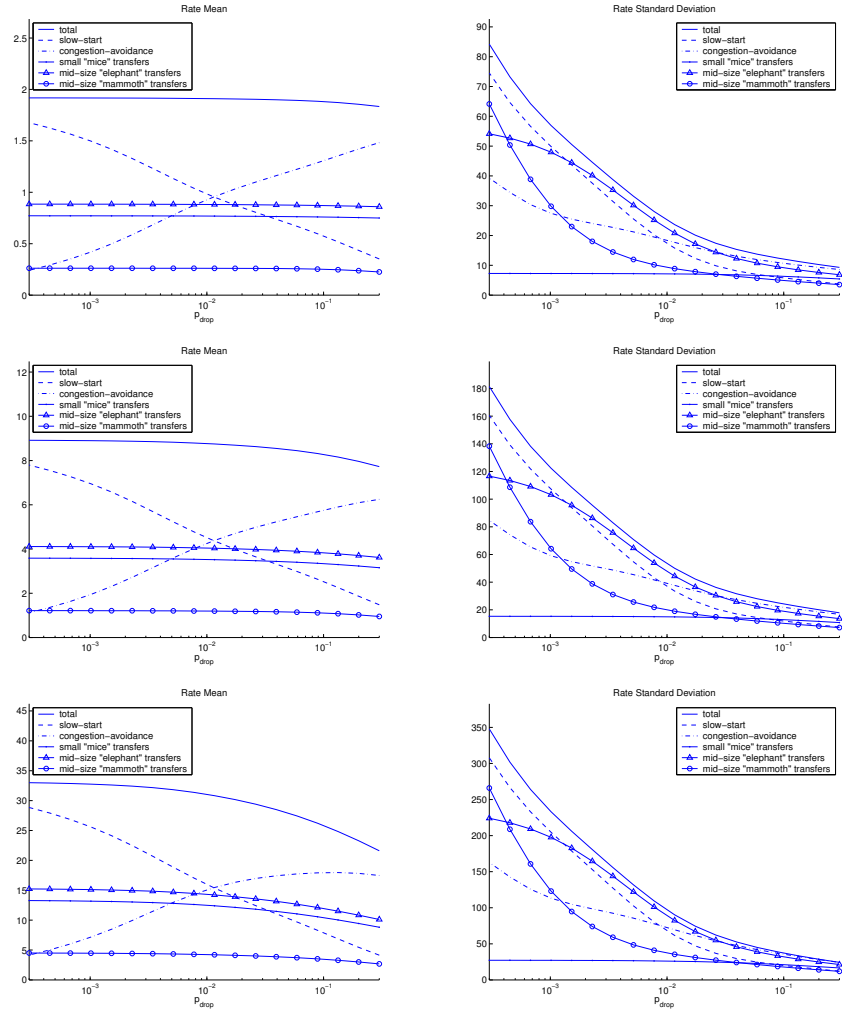 Rate Mean
total
slow-start
congestion-avoidance
small "mice" transfers
mid-size "elephant" transfers
mid-size "mammoth" transfers
2.5
2
1.5
1
0.5
0
10^-3
10^-2
10^-1
p_drop
Rate Standard Deviation
total
slow-start
congestion-avoidance
small "mice" transfers
mid-size "elephant" transfers
mid-size "mammoth" transfers
90
80
70
60
50
40
30
20
10
0
10^-3
10^-2
10^-1
p_drop
Rate Mean
total
slow-start
congestion-avoidance
small "mice" transfers
mid-size "elephant" transfers
mid-size "mammoth" transfers
12
10
8
6
4
2
0
10^-3
10^-2
10^-1
p_drop
Rate Standard Deviation
total
slow-start
congestion-avoidance
small "mice" transfers
mid-size "elephant" transfers
mid-size "mammoth" transfers
180
160
140
120
100
80
60
40
20
0
10^-3
10^-2
10^-1
p_drop
Rate Mean
total
slow-start
congestion-avoidance
small "mice" transfers
mid-size "elephant" transfers
mid-size "mammoth" transfers
45
40
35
30
25
20
15
10
5
0
10^-3
10^-2
10^-1
p_drop
Rate Standard Deviation
total
slow-start
congestion-avoidance
small "mice" transfers
mid-size "elephant" transfers
mid-size "mammoth" transfers
350
300
250
200
150
100
50
0
10^-3
10^-2
10^-1
p_drop